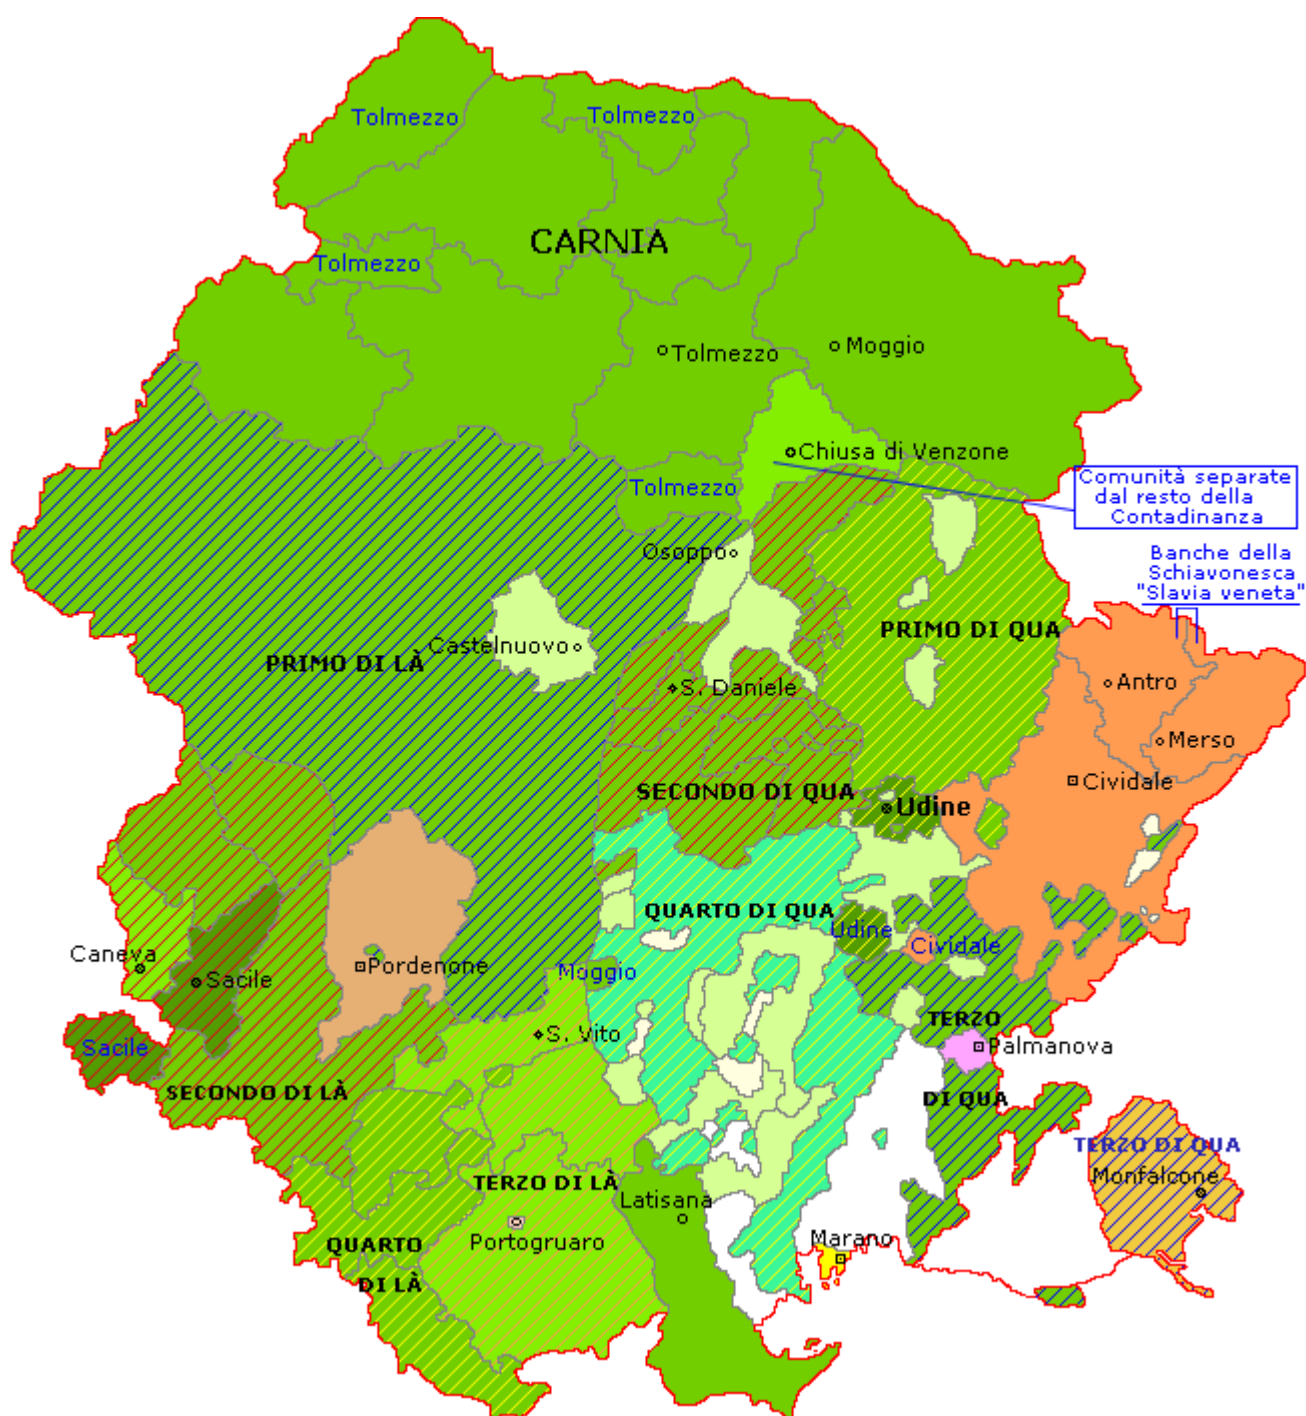 Tolmezzo
Tolmezzo
CARNIA
Tolmezzo
Tolmezzo
Moggio
Chiusa di Venzone
Tolmezzo
Comunità separate
dal resto della
Contadinanza
Osoppo
Banche della
Schiavonesca
"Slavia veneta"
PRIMO DI QUA
Castelnuovo
PRIMO DI LÀ
S. Daniele
Antro
Merso
Cividale
SECONDO DI QUA
Udine
QUARTO DI QUA
Udine
Cividale
Caneva
Pordenone
Moggio
Sacile
TERZO
S. Vito
Sacile
Palmanova
SECONDO DI LÀ
DI QUA
TERZO DI QUA
Monfalcone
TERZO DI LÀ
Latisana
QUARTO
Portogruaro
Marano
DI LÀ